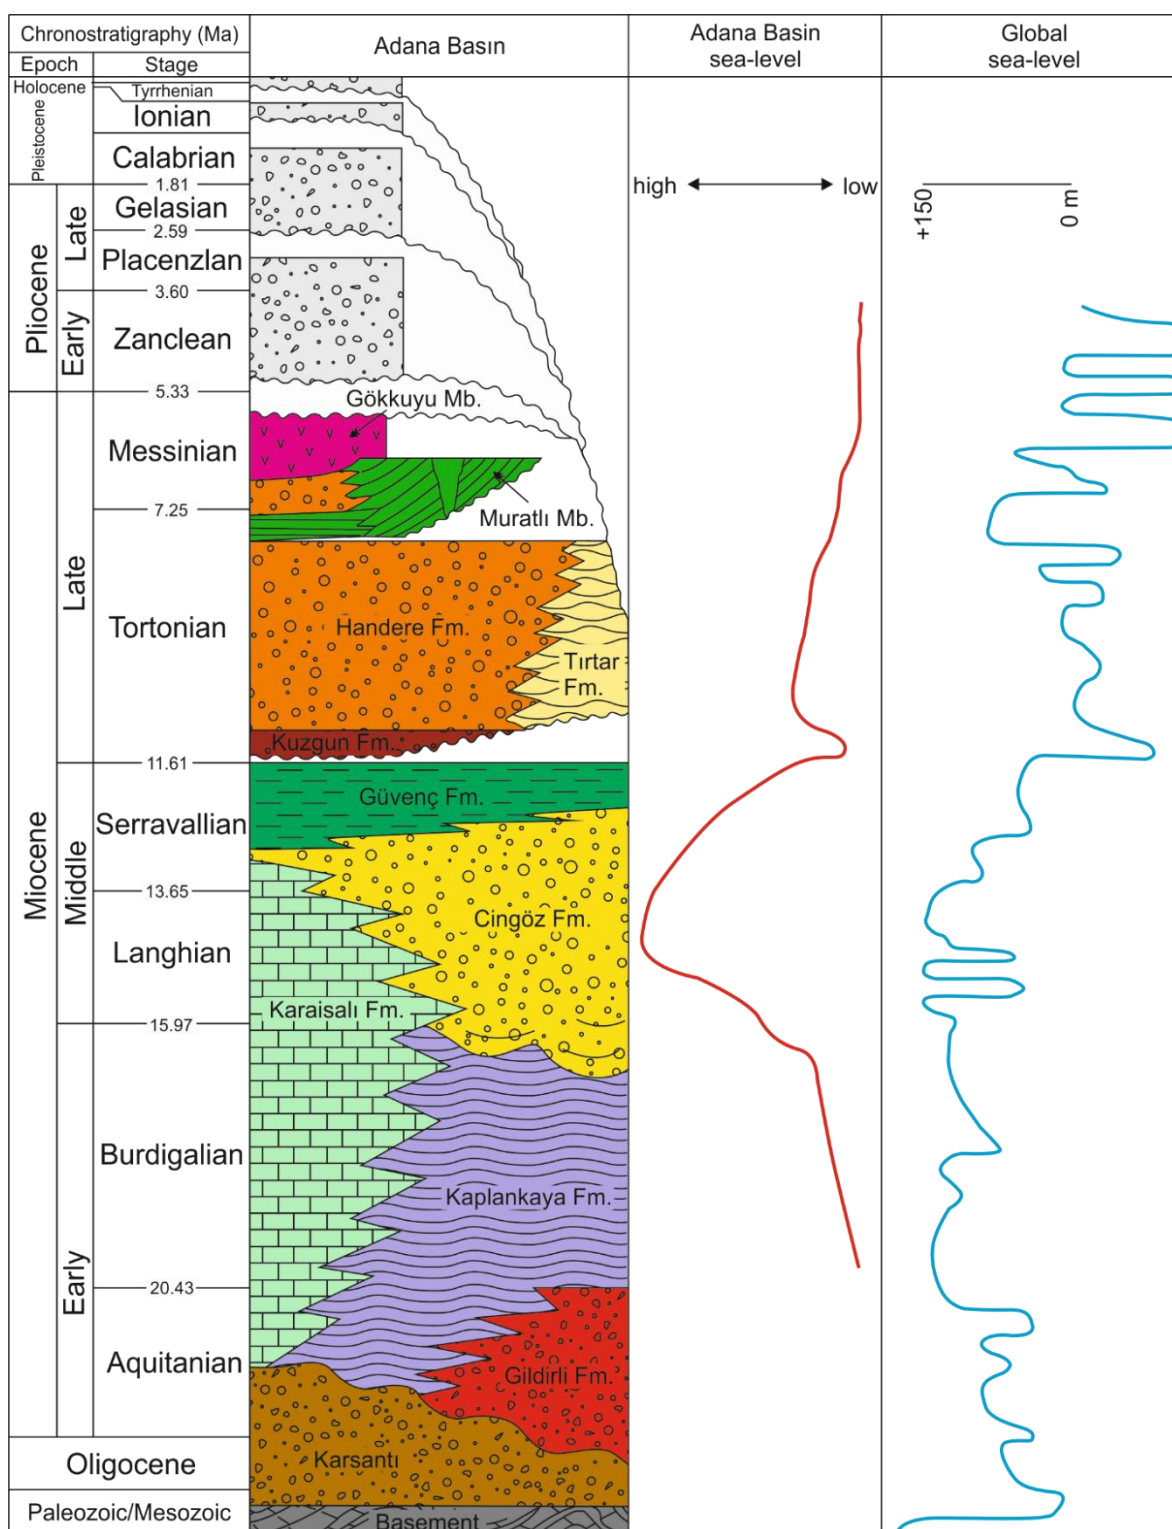 Chronostratigraphy (Ma)
Epoch
Stage
Adana Basın
Adana Basin
sea-level
Global
sea-level
Holocene
Tyrrhenian
Pleistocene
Ionian
Calabrian
1.81
high
low
+150
0 m
Pliocene
Late
Gelasian
2.59
Placenzlan
3.60
Early
Zanclean
5.33
Gökkuyu Mb.
Miocene
Late
Messinian
7.25
Muratlı Mb.
Tortonian
Handere Fm.
Tırtar
Fm.
Kuzgun Fm.
11.61
Middle
Güvenç Fm.
Serravallian
13.65
Cingöz Fm.
Langhian
Karaisalı Fm.
15.97
Early
Burdigalian
Kaplankaya Fm.
20.43
Aquitanian
Gildirli Fm.
Oligocene
Karsantı
Paleozoic/Mesozoic
Basement